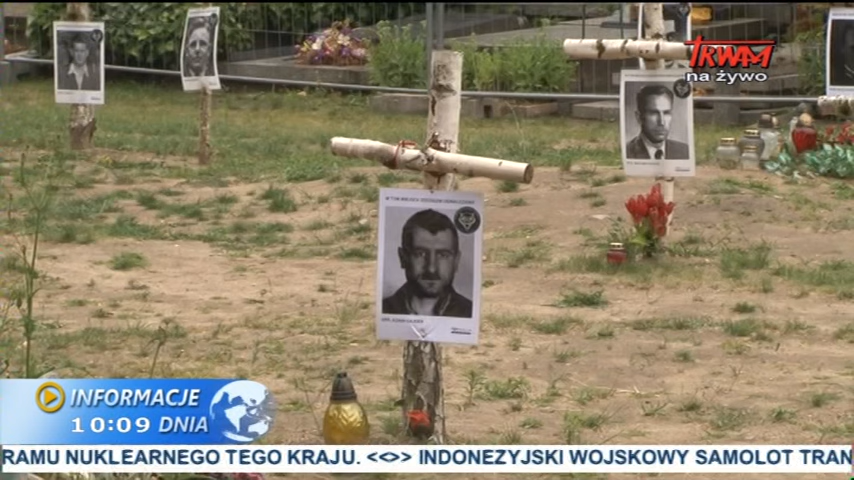 TRWAM
na żywo
INFORMACJE
10:09 DNIA
RAMU NUKLEARNEGO TEGO KRAJU. <<>> INDONEZYJSKI WOJSKOWY SAMOLOT TRAN